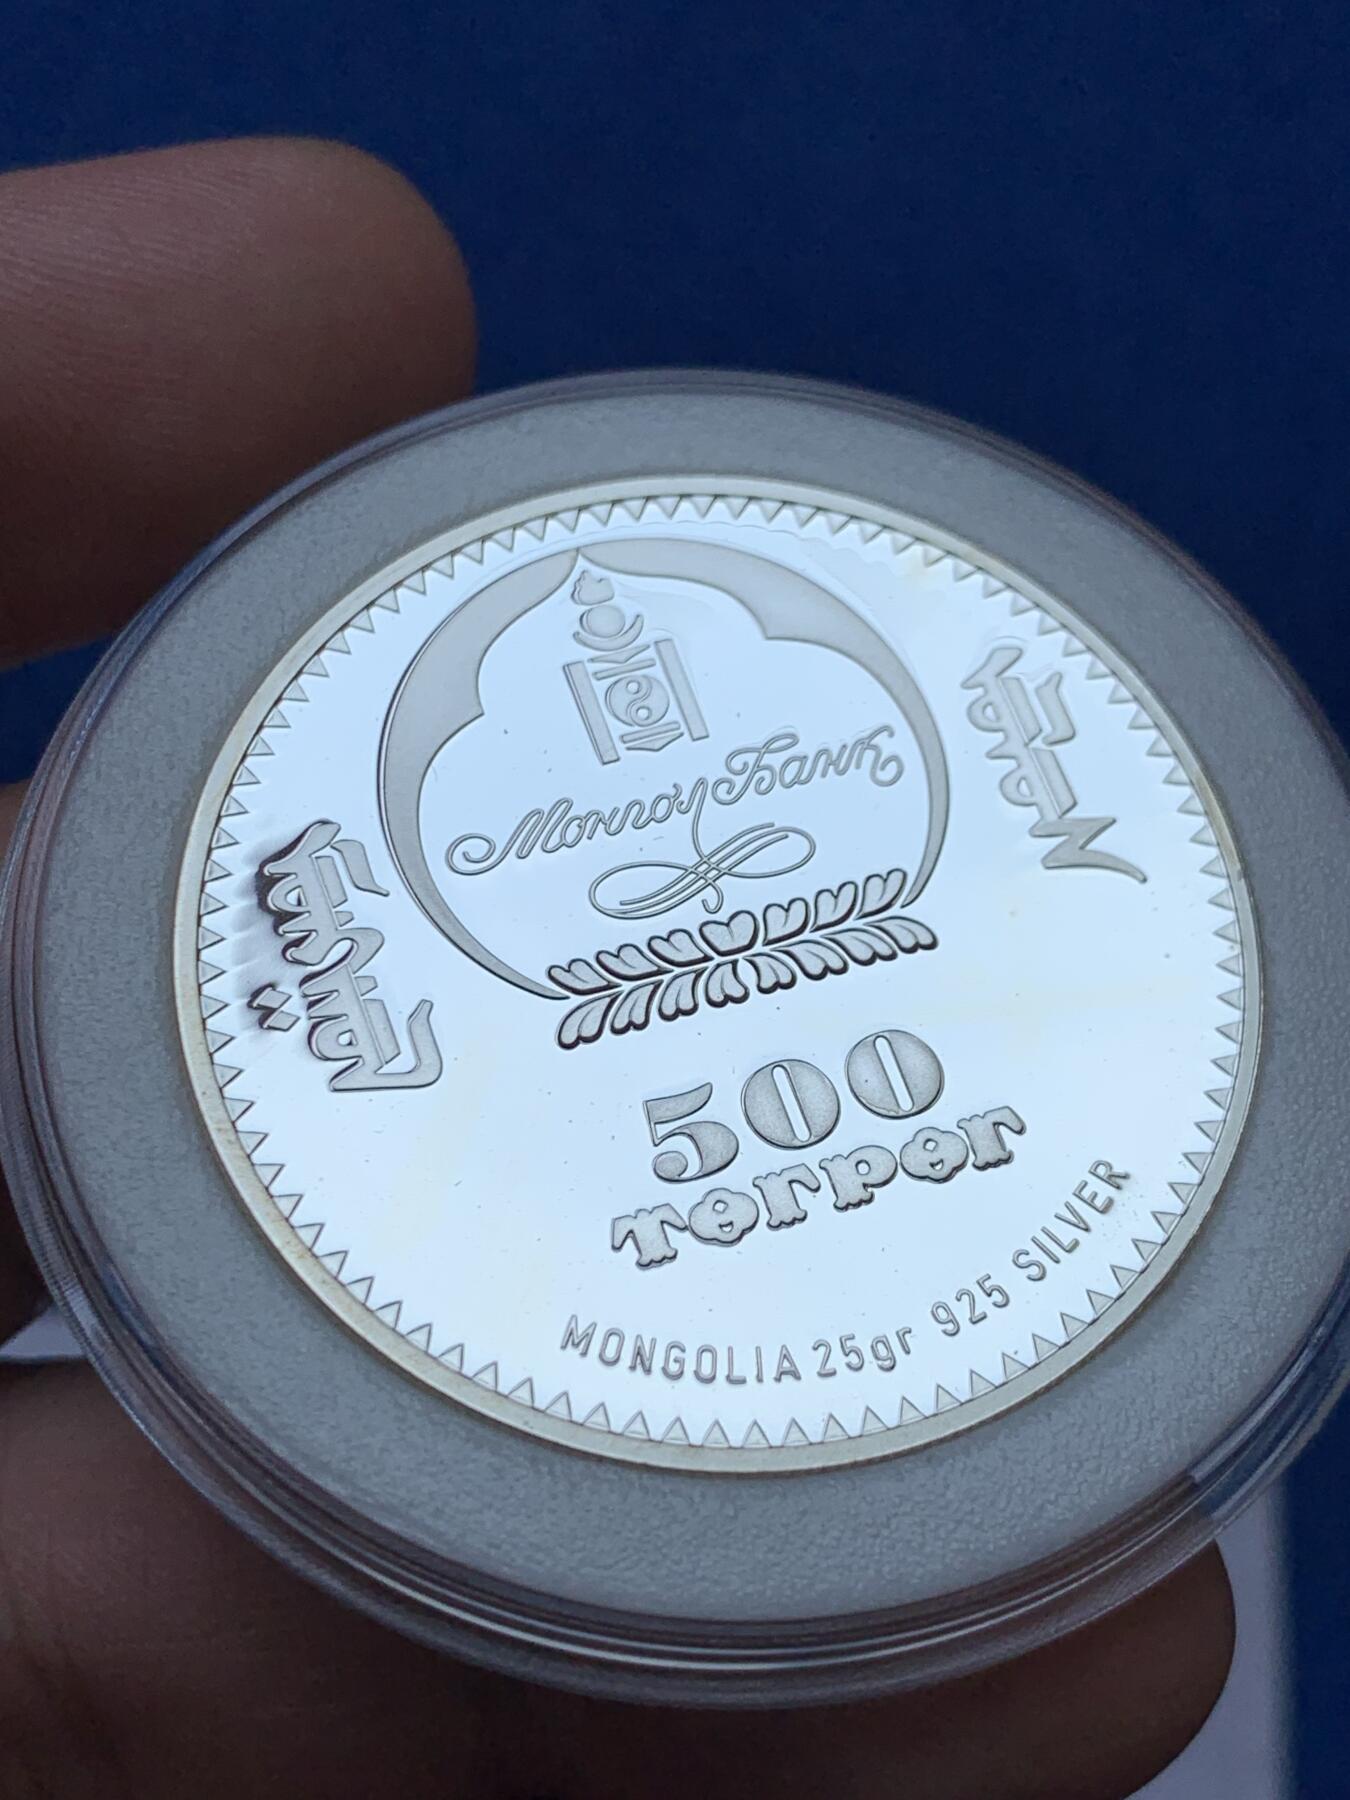 Монгол Банк
500
төгрөг
MONGOLIA 25gr 925 SILVER